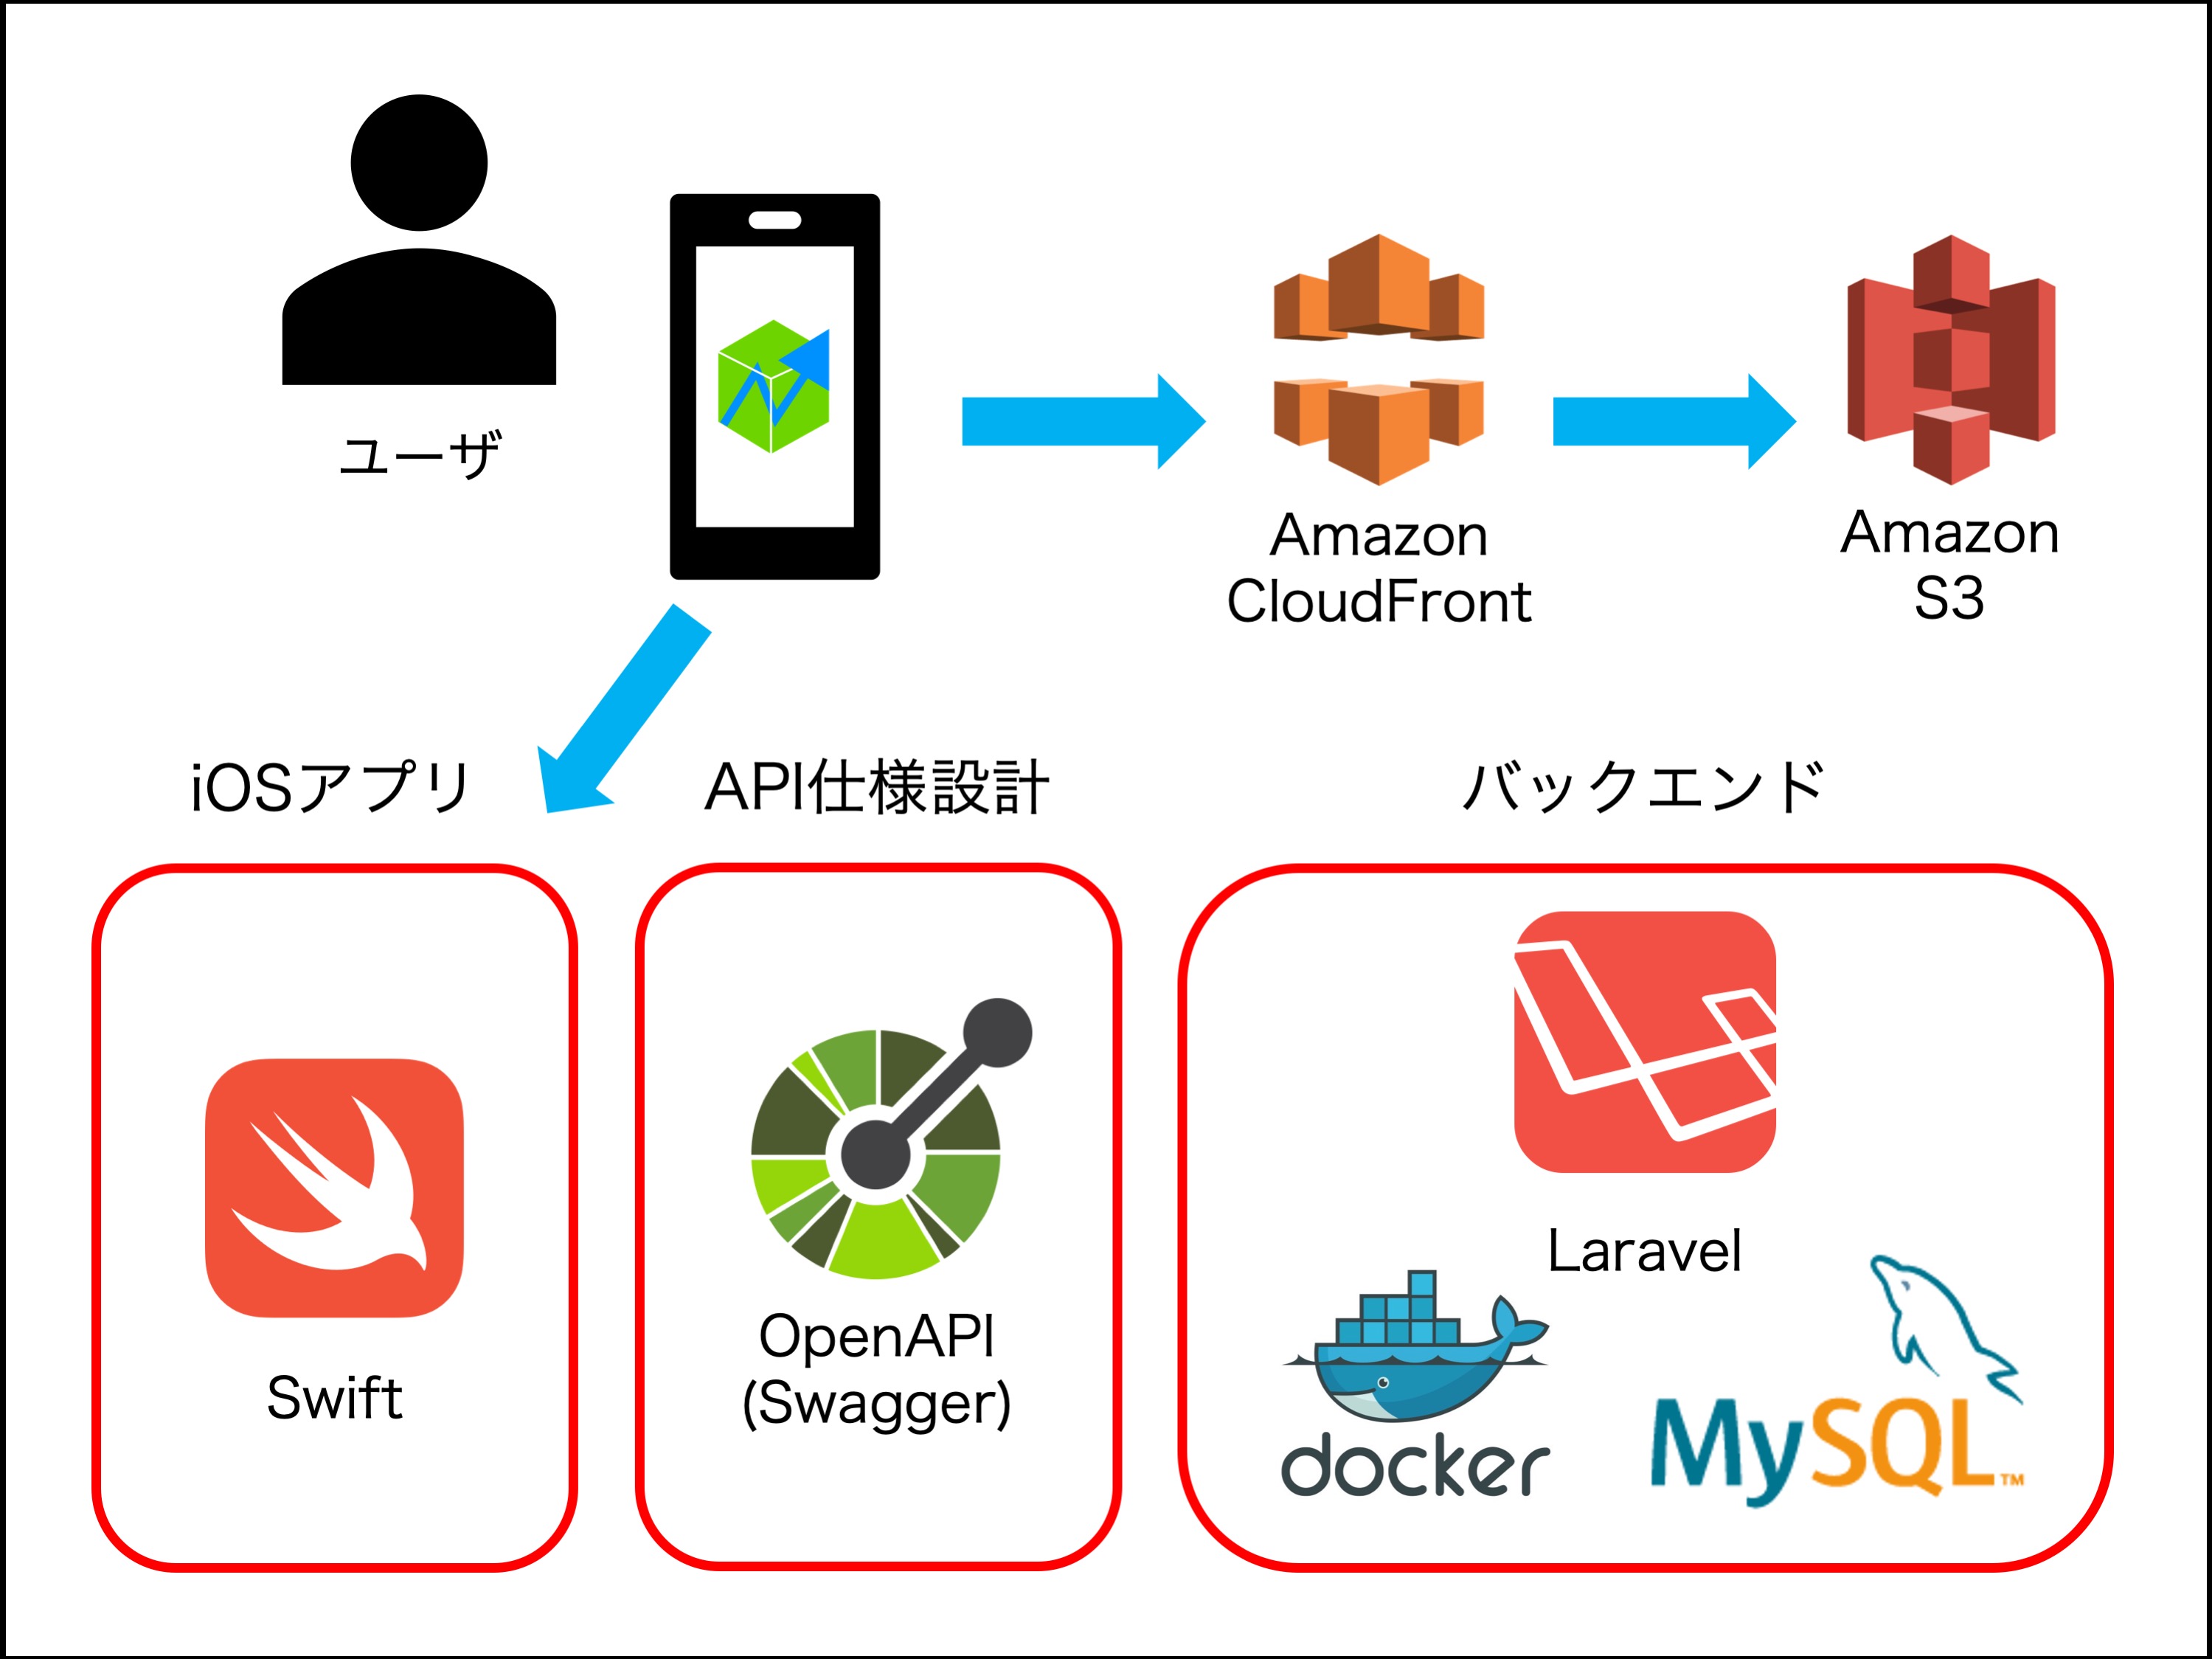 ユーザ
Amazon
CloudFront
Amazon
S3
iOSアプリ
API仕様設計
バックエンド
Swift
OpenAPI
(Swagger)
Laravel
docker
MySQL™